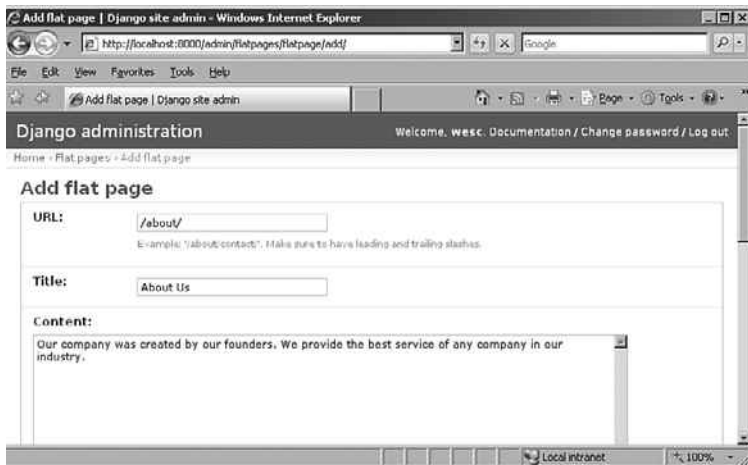 Add flat page | Django site admin - Windows Internet Explorer
http://localhost:8000/admin/flatpages/flatpage/add/
Google
File Edit View Favorites Tools Help
Add flat page | Django site admin
Page Tools
Django administration
Welcome, wesc. Documentation / Change password / Log out
Home › Flat pages › Add flat page
Add flat page
URL:
/about/
Example: '/about/contact/'. Make sure to have leading and trailing slashes.
Title:
About Us
Content:
Our company was created by our founders. We provide the best service of any company in our
industry.
Local intranet
100%